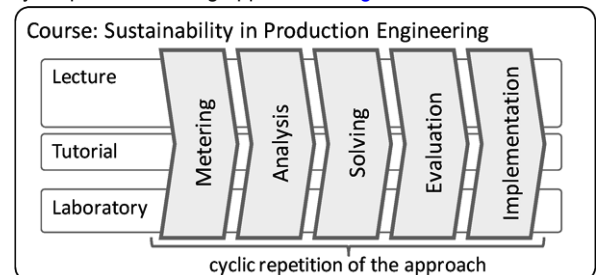 Course: Sustainability in Production Engineering
Lecture
Tutorial
Laboratory
Metering
Analysis
Solving
Evaluation
Implementation
cyclic repetition of the approach